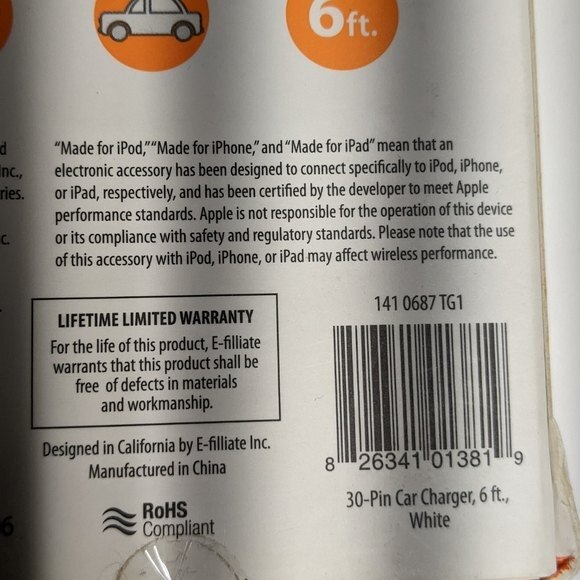 6ft.
d
Inc.,
ries.
c.
"Made for iPod," "Made for iPhone," and "Made for iPad" mean that an
electronic accessory has been designed to connect specifically to iPod, iPhone,
or iPad, respectively, and has been certified by the developer to meet Apple
performance standards. Apple is not responsible for the operation of this device
or its compliance with safety and regulatory standards. Please note that the use
of this accessory with iPod, iPhone, or iPad may affect wireless performance.
LIFETIME LIMITED WARRANTY
For the life of this product, E-filliate
warrants that this product shall be
free of defects in materials
and workmanship.
Designed in California by E-filliate Inc.
Manufactured in China
6
RoHS
Compliant
141 0687 TG1
8 26341 01381 9
30-Pin Car Charger, 6 ft.,
White